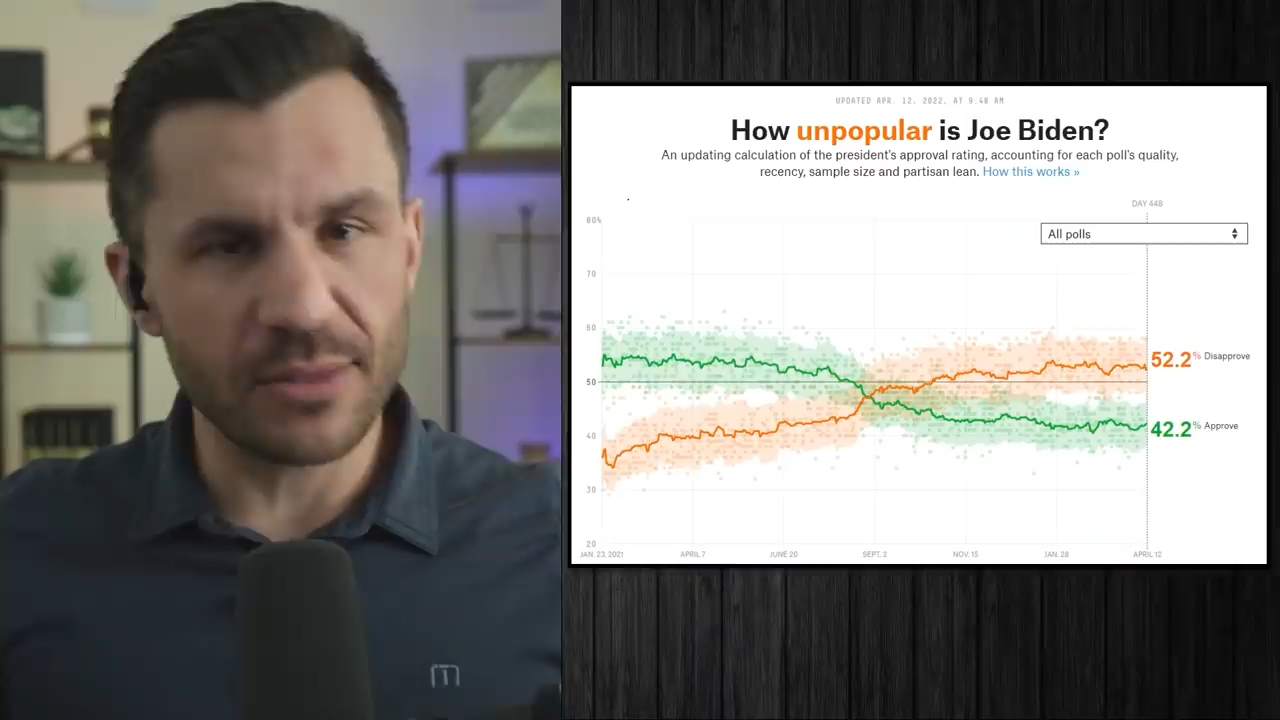 UPDATED APR. 12, 2022, AT 9:48 AM
How unpopular is Joe Biden?
An updating calculation of the president's approval rating, accounting for each poll's quality,
recency, sample size and partisan lean. How this works »
DAY 448
80%
All polls
70
60
52.2% Disapprove
50
42.2% Approve
40
30
20
JAN. 23, 2021 APRIL 7 JUNE 20 SEPT. 2 NOV. 15 JAN. 28 APRIL 12